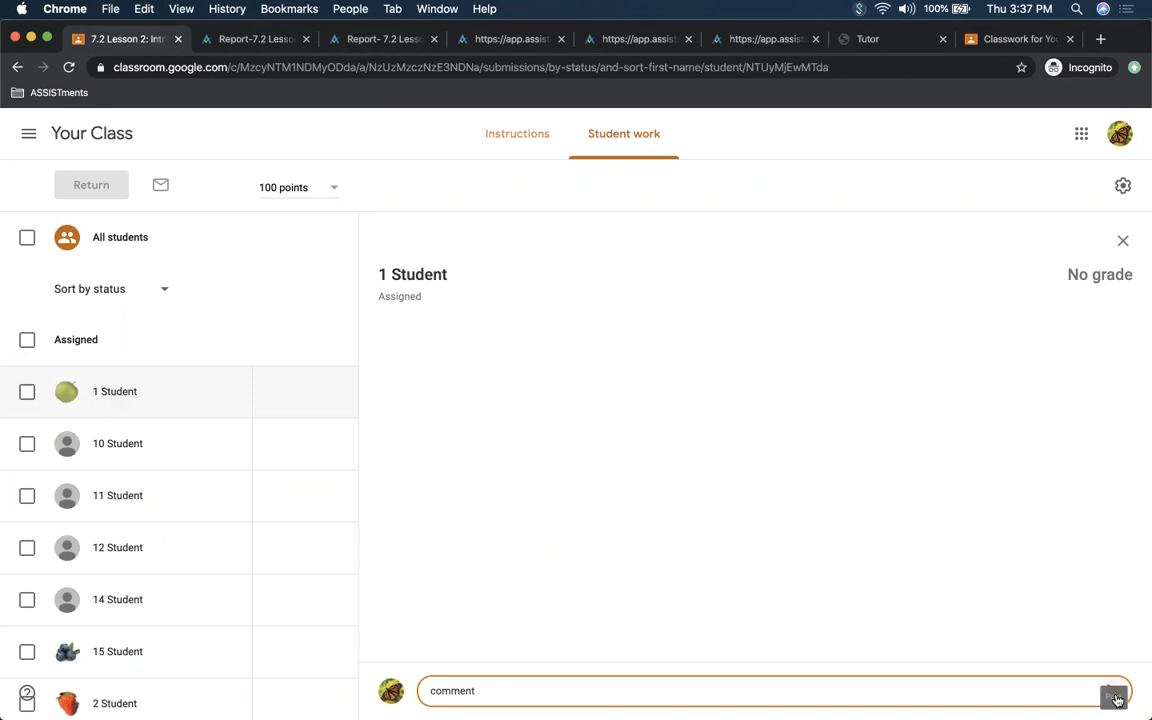 Chrome File Edit View History Bookmarks People Tab Window Help 100% Thu 3:37 PM
7.2 Lesson 2: Intr Report-7.2 Lesso Report- 7.2 Less https://app.assist https://app.assist https://app.assist Tutor Classwork for Yo
classroom.google.com/c/MzcyNTM1NDMyODda/a/NzUzMzczNzE3NDNa/submissions/by-status/and-sort-first-name/student/NTUyMjEwMTda Incognito
ASSISTments
Your Class Instructions Student work
Return 100 points
All students
Sort by status
Assigned
1 Student
10 Student
11 Student
12 Student
14 Student
15 Student
2 Student
1 Student No grade
Assigned
comment